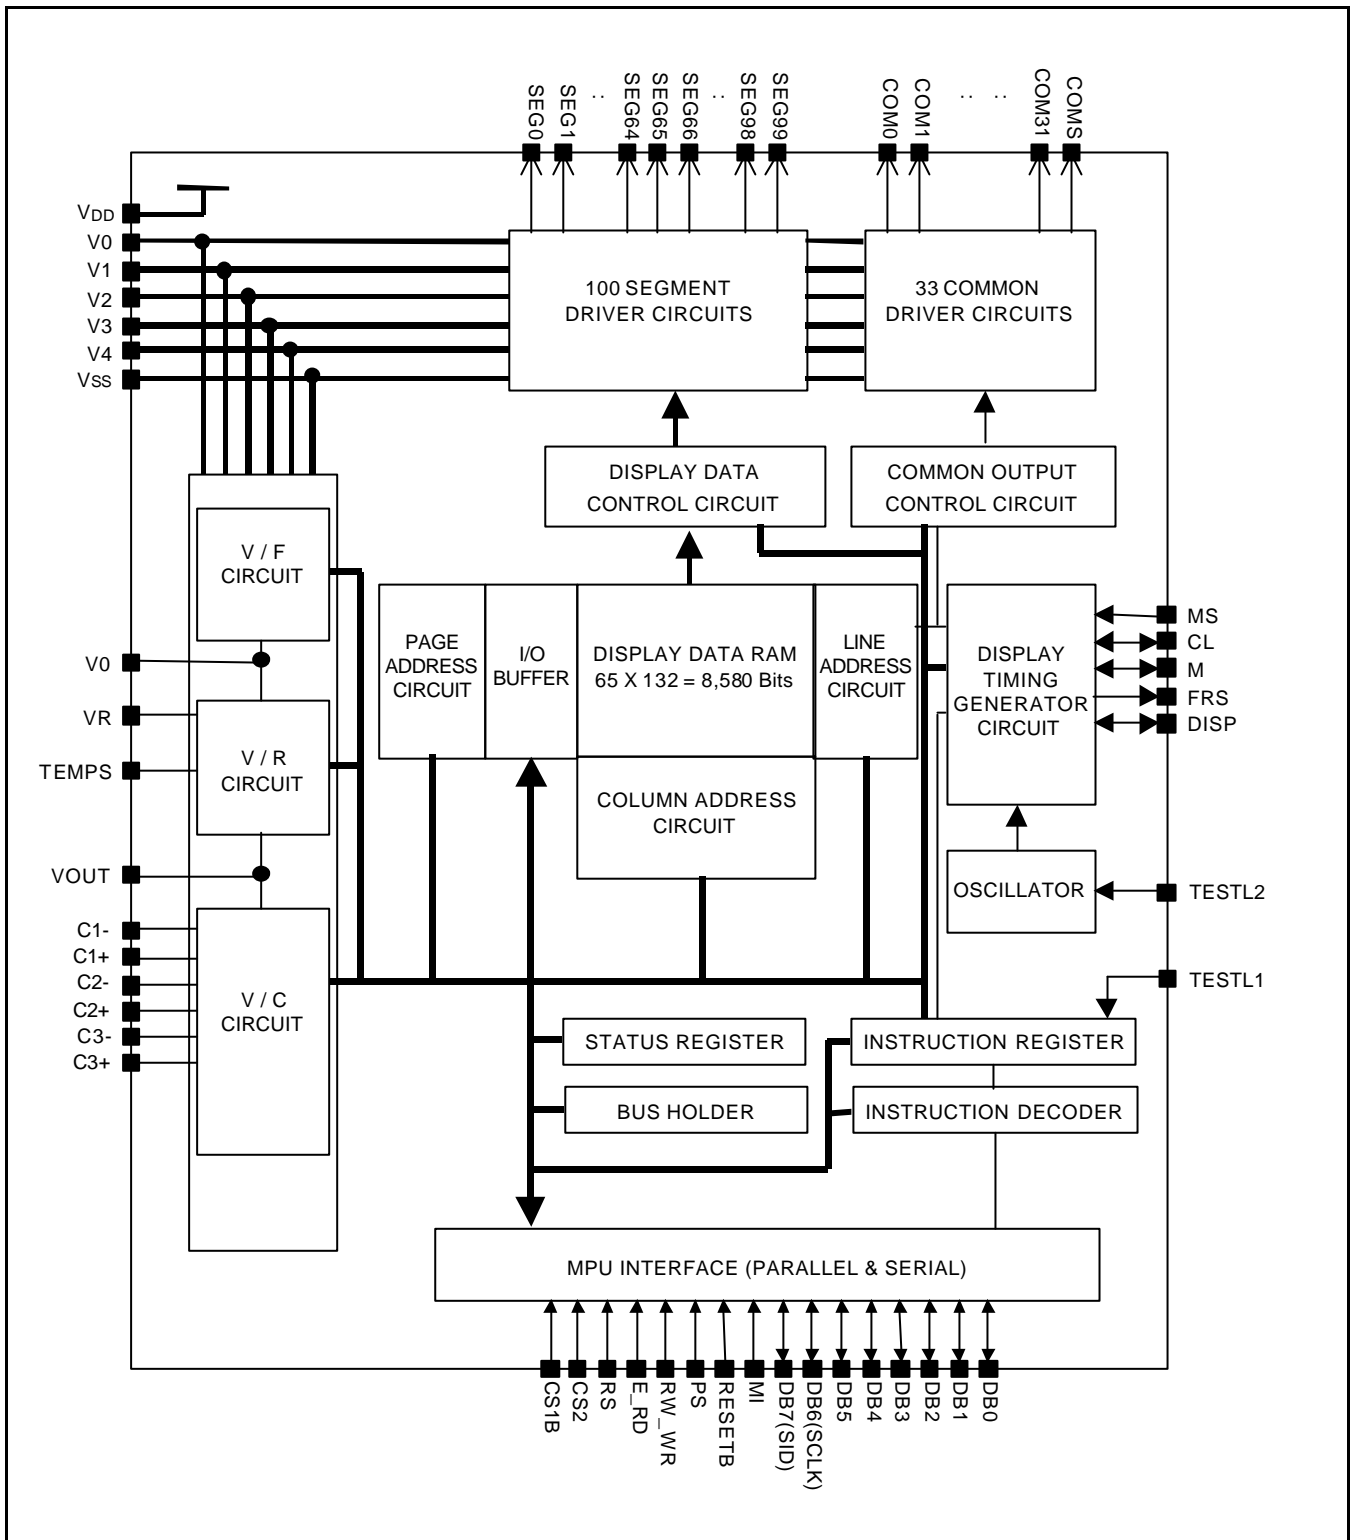 SEG0
SEG1
..
SEG64
SEG65
SEG66
..
SEG98
SEG99
COM0
COM1
..
..
COM31
COMS
VDD
V0
V1
V2
V3
V4
VSS
100 SEGMENT
DRIVER CIRCUITS
33 COMMON
DRIVER CIRCUITS
DISPLAY DATA
CONTROL CIRCUIT
COMMON OUTPUT
CONTROL CIRCUIT
V / F
CIRCUIT
PAGE
ADDRESS
CIRCUIT
I/O
BUFFER
DISPLAY DATA RAM
65 X 132 = 8,580 Bits
LINE
ADDRESS
CIRCUIT
DISPLAY
TIMING
GENERATOR
CIRCUIT
MS
CL
M
FRS
DISP
V0
VR
TEMPS
V / R
CIRCUIT
COLUMN ADDRESS
CIRCUIT
OSCILLATOR
TESTL2
VOUT
C1-
C1+
C2-
C2+
C3-
C3+
V / C
CIRCUIT
TESTL1
STATUS REGISTER
INSTRUCTION REGISTER
BUS HOLDER
INSTRUCTION DECODER
MPU INTERFACE (PARALLEL & SERIAL)
CS1B
CS2
RS
E_RD
RW_WR
PS
RESETB
MI
DB7(SID)
DB6(SCLK)
DB5
DB4
DB3
DB2
DB1
DB0